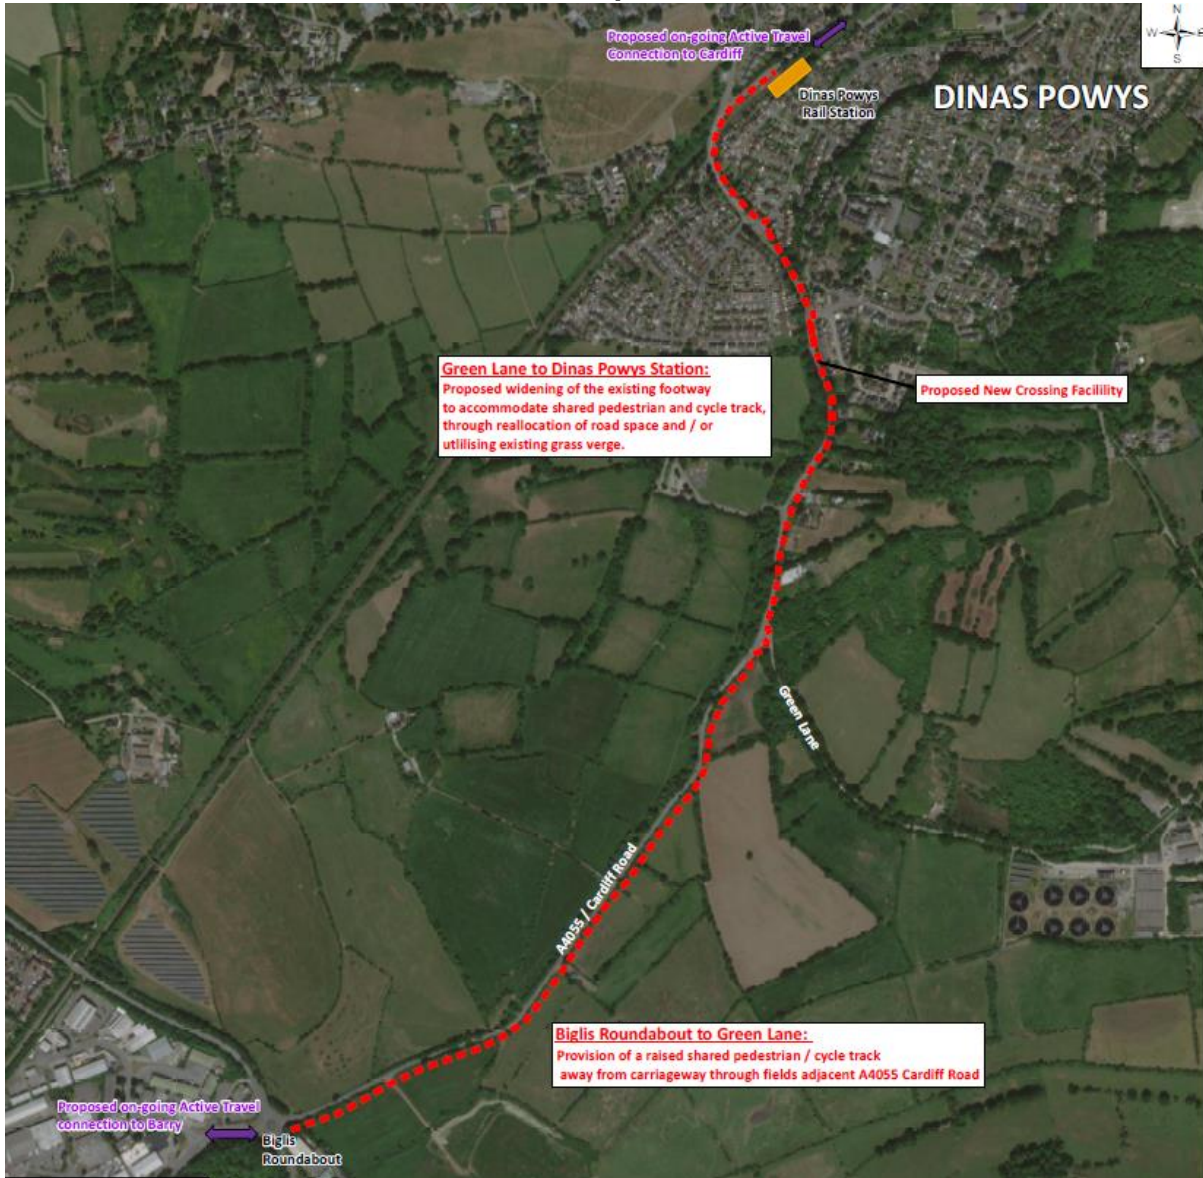 Proposed on-going Active Travel
Connection to Cardiff
N
W
E
S
Dinas Powys
Rail Station
DINAS POWYS
Green Lane to Dinas Powys Station:
Proposed widening of the existing footway
to accommodate shared pedestrian and cycle track,
through reallocation of road space and / or
utlilising existing grass verge.
Proposed New Crossing Facilility
Green Lane
A4055 / Cardiff Road
Biglis Roundabout to Green Lane:
Provision of a raised shared pedestrian / cycle track
away from carriageway through fields adjacent A4055 Cardiff Road
Proposed on-going Active Travel
connection to Barry
Biglis
Roundabout